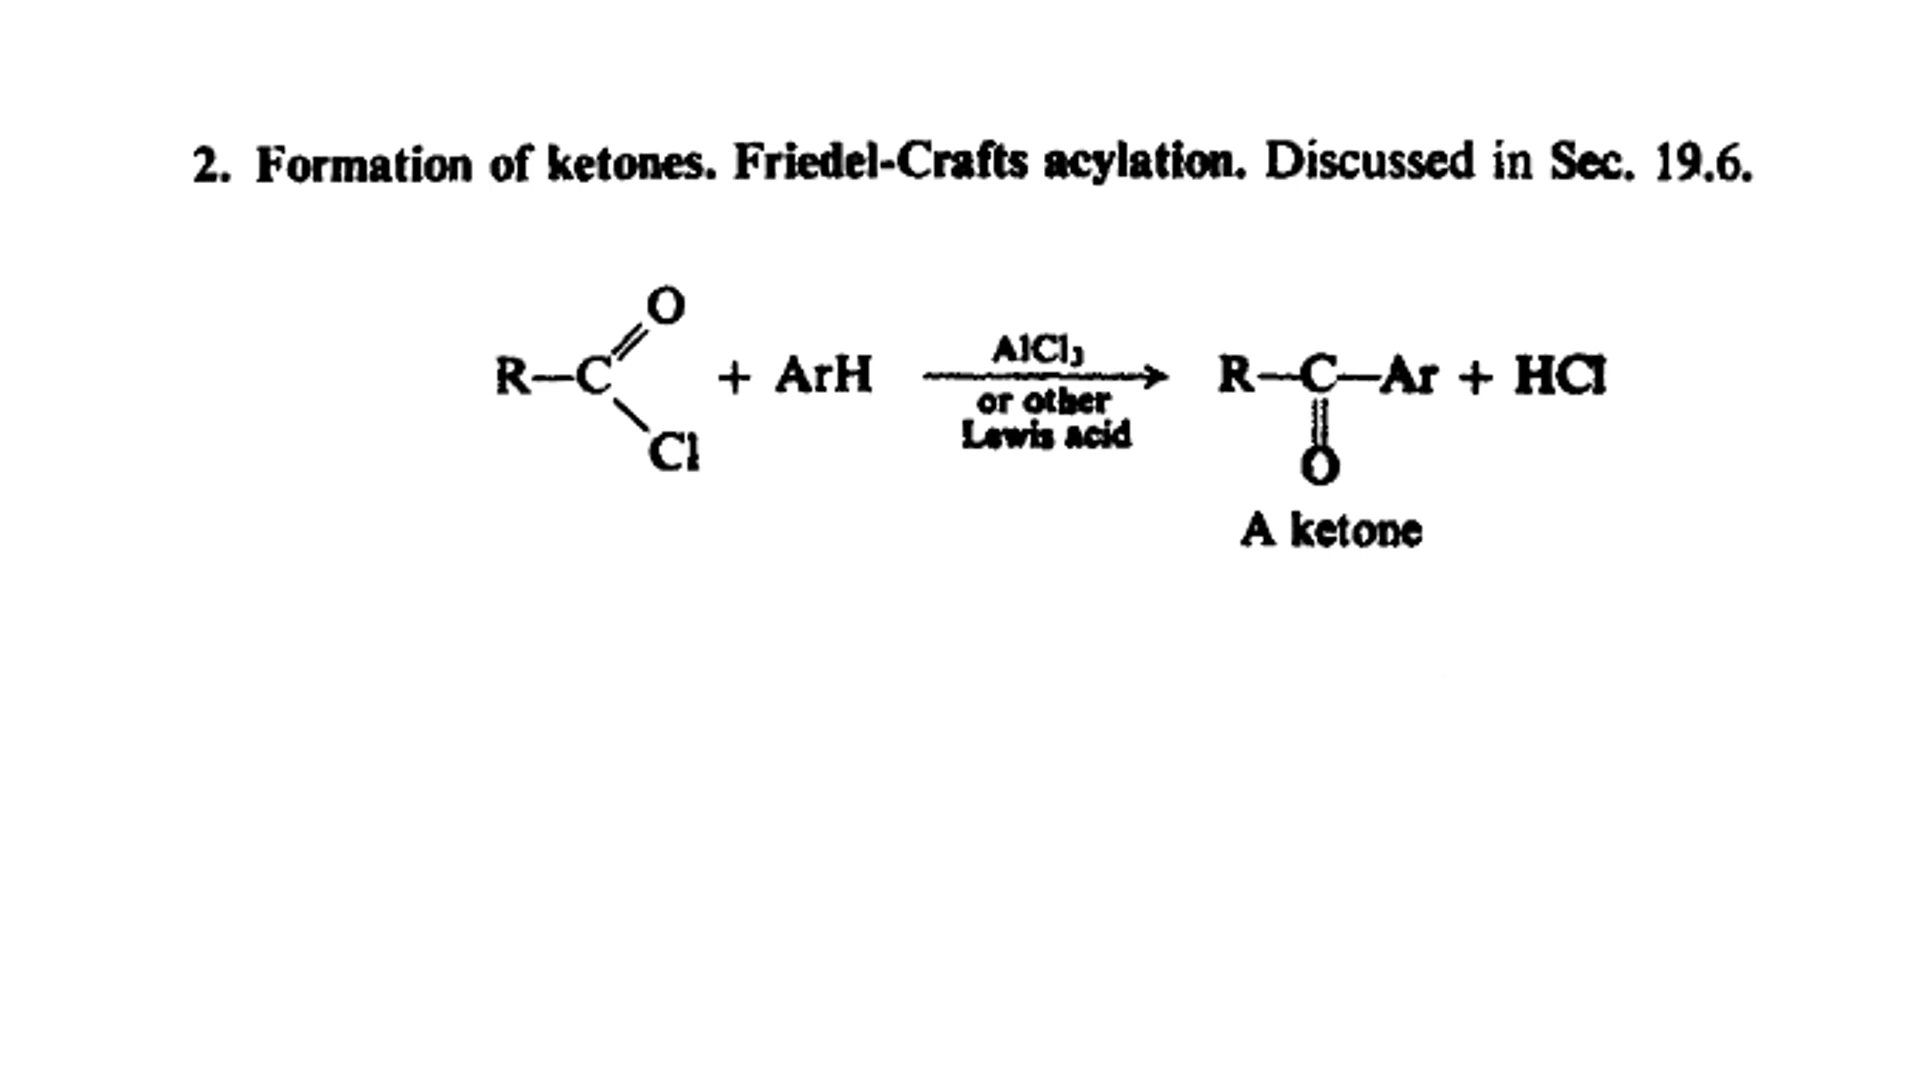 2. Formation of ketones. Friedel-Crafts acylation. Discussed in Sec. 19.6.
O
R—C + ArH AlCl₃ R—C—Ar + HCl
or other
Lewis acid
Cl
O
A ketone